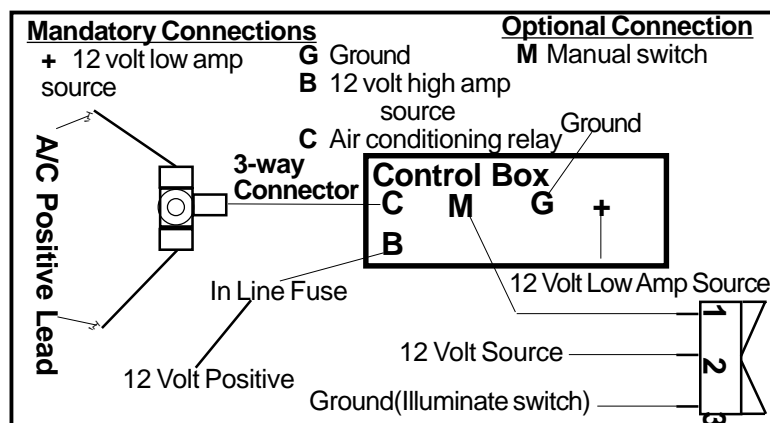 Mandatory Connections
+ 12 volt low amp
source
G Ground
B 12 volt high amp
source
C Air conditioning relay
Optional Connection
M Manual switch
Ground
3-way
Connector
Control Box
C M G +
B
A/C Positive Lead
In Line Fuse
12 Volt Low Amp Source
12 Volt Positive
12 Volt Source
Ground(Illuminate switch)
1
2
3